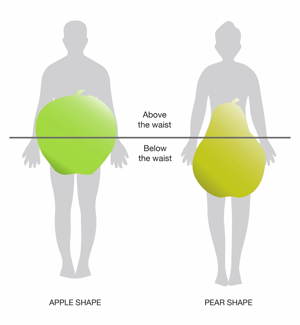 Above
the waist
Below
the waist
APPLE SHAPE
PEAR SHAPE